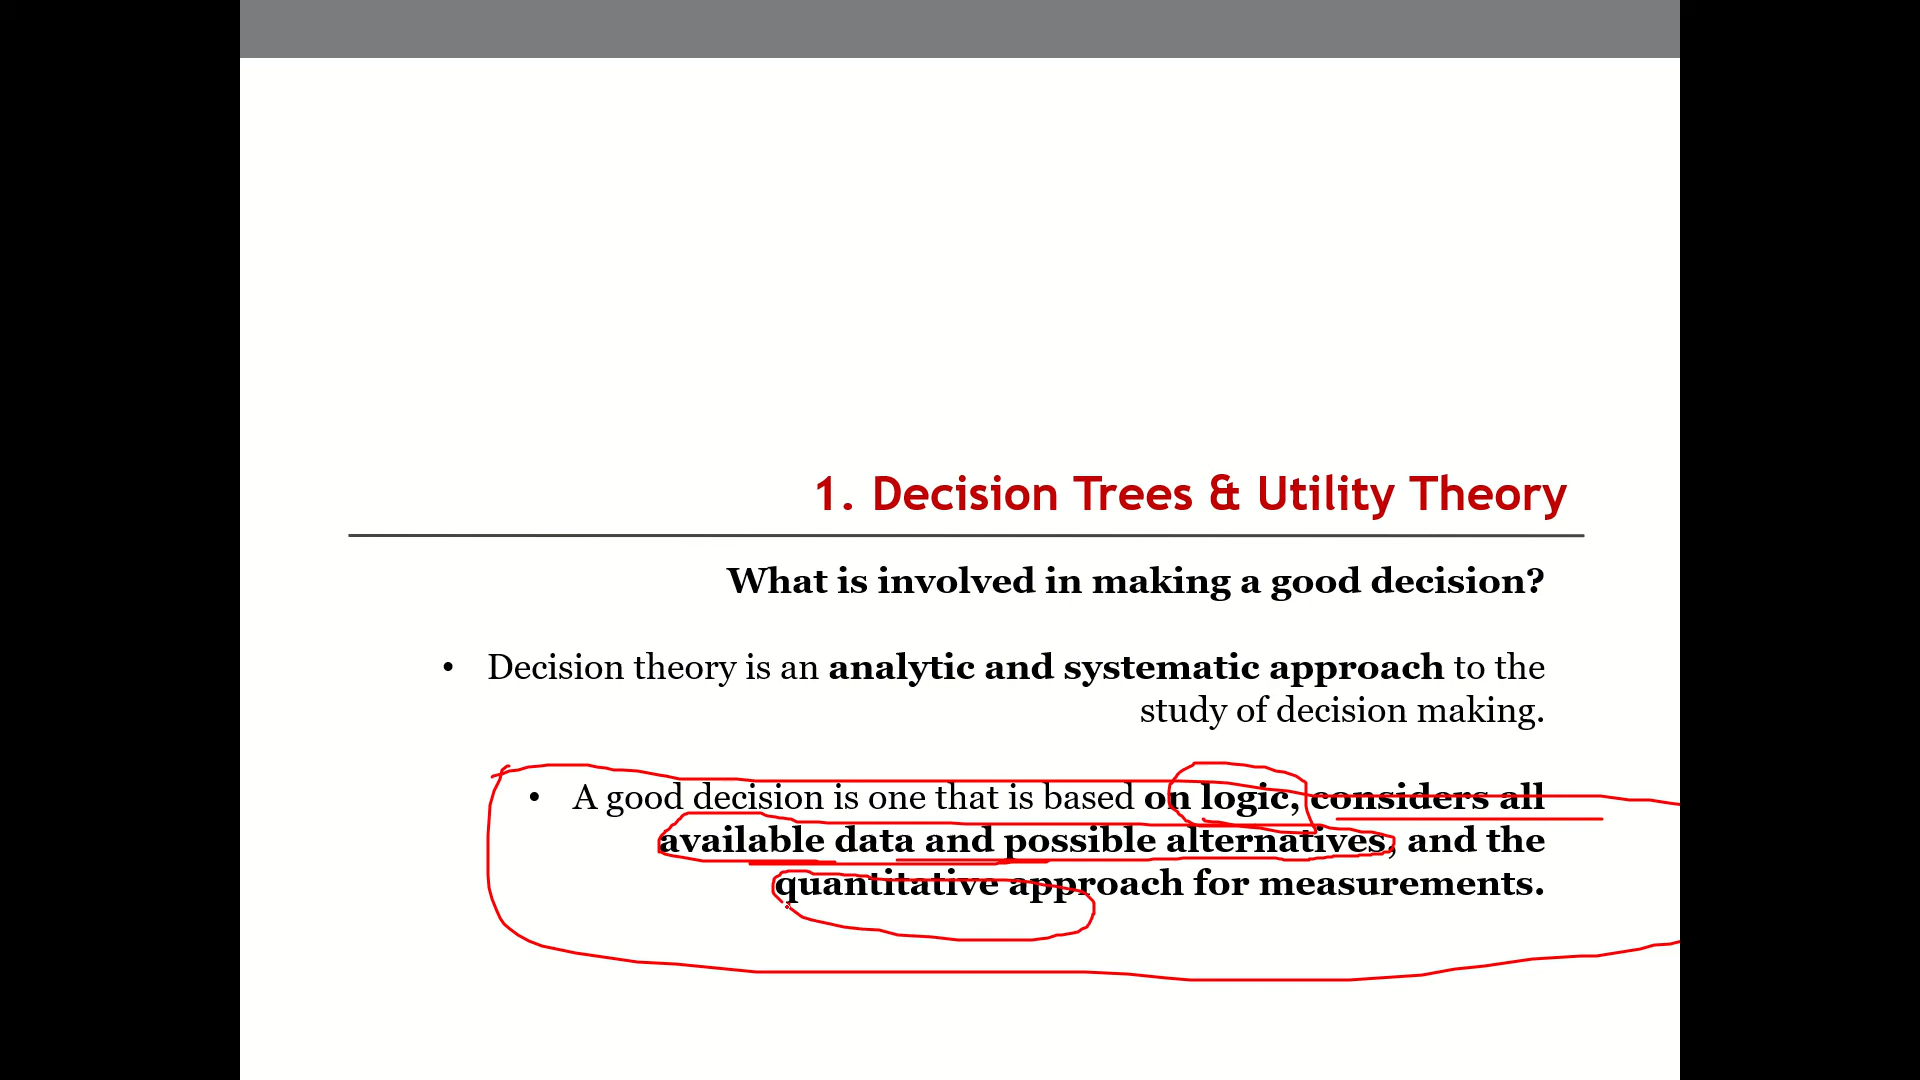 1. Decision Trees & Utility Theory
What is involved in making a good decision?
• Decision theory is an analytic and systematic approach to the
study of decision making.
• A good decision is one that is based on logic, considers all
available data and possible alternatives, and the
quantitative approach for measurements.